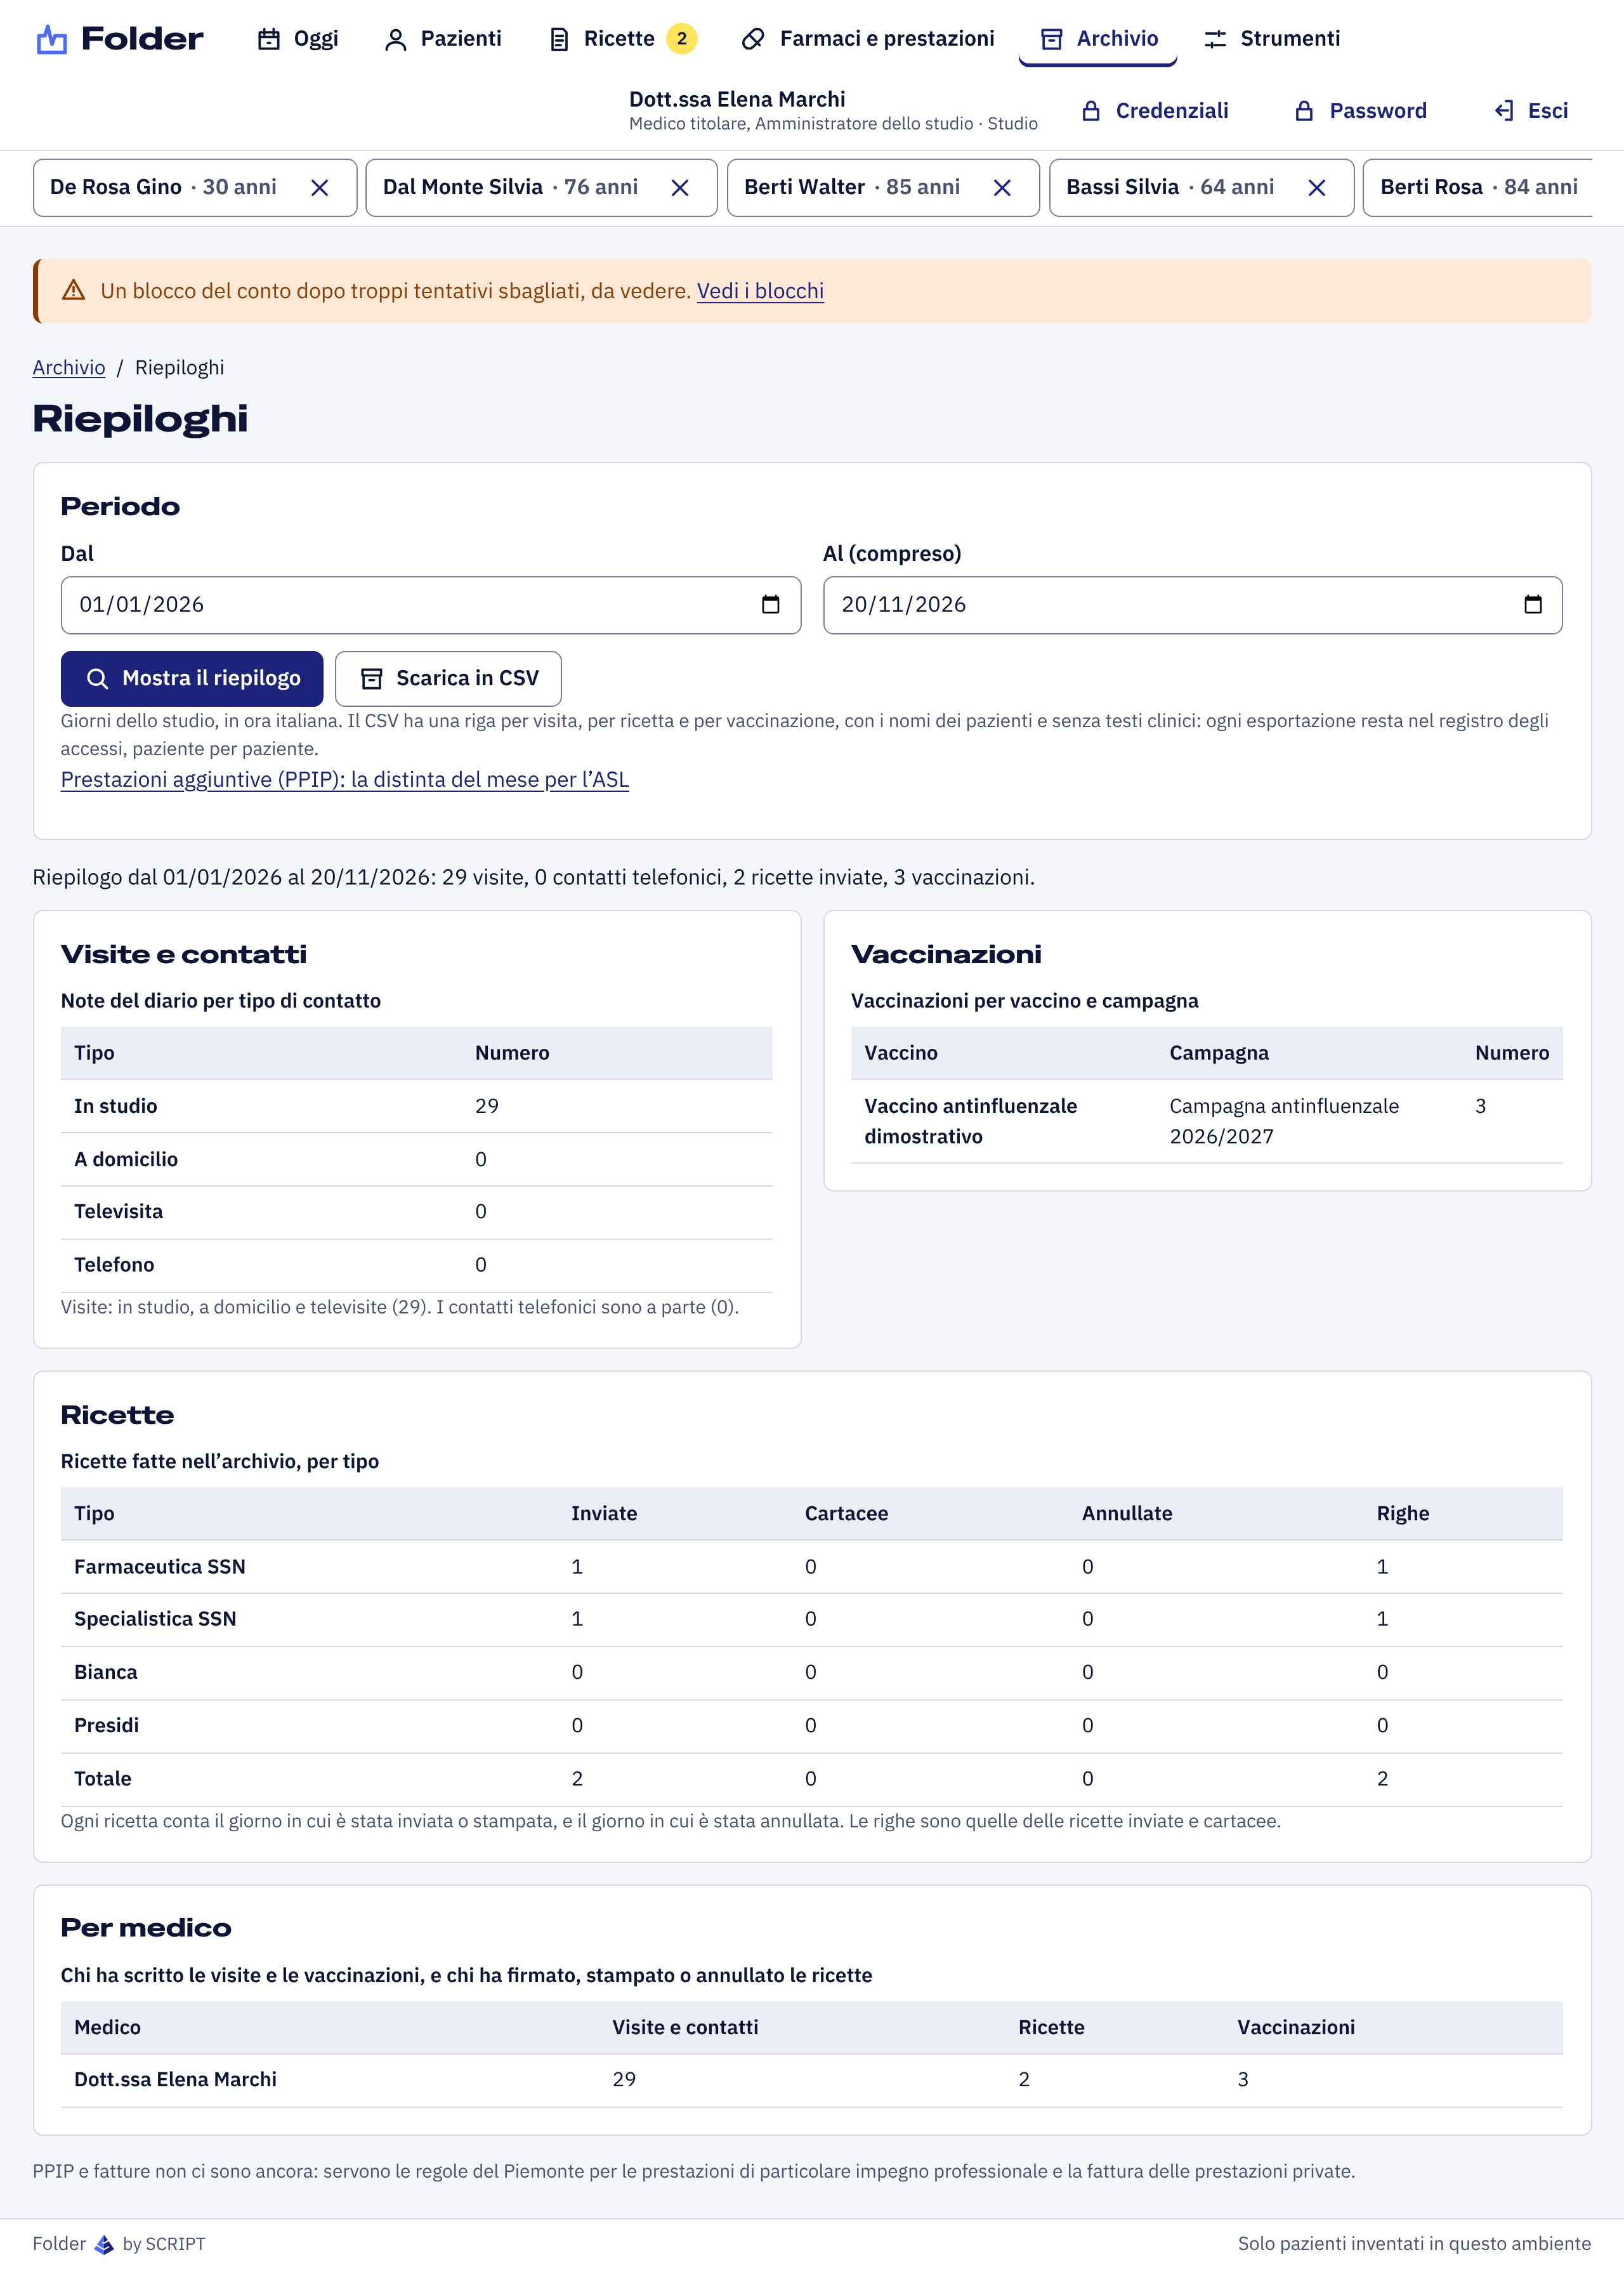 Folder
Oggi
Pazienti
Ricette 2
Farmaci e prestazioni
Archivio
Strumenti
Dott.ssa Elena Marchi
Medico titolare, Amministratore dello studio · Studio
Credenziali
Password
Esci
De Rosa Gino · 30 anni
Dal Monte Silvia · 76 anni
Berti Walter · 85 anni
Bassi Silvia · 64 anni
Berti Rosa · 84 anni
Un blocco del conto dopo troppi tentativi sbagliati, da vedere. Vedi i blocchi
Archivio / Riepiloghi
Riepiloghi
Periodo
Dal
Al (compreso)
01/01/2026
20/11/2026
Mostra il riepilogo
Scarica in CSV
Giorni dello studio, in ora italiana. Il CSV ha una riga per visita, per ricetta e per vaccinazione, con i nomi dei pazienti e senza testi clinici: ogni esportazione resta nel registro degli
accessi, paziente per paziente.
Prestazioni aggiuntive (PPIP): la distinta del mese per l’ASL
Riepilogo dal 01/01/2026 al 20/11/2026: 29 visite, 0 contatti telefonici, 2 ricette inviate, 3 vaccinazioni.
Visite e contatti
Note del diario per tipo di contatto
Tipo Numero
In studio 29
A domicilio 0
Televisita 0
Telefono 0
Visite: in studio, a domicilio e televisite (29). I contatti telefonici sono a parte (0).
Vaccinazioni
Vaccinazioni per vaccino e campagna
Vaccino Campagna Numero
Vaccino antinfluenzale Campagna antinfluenzale 3
dimostrativo 2026/2027
Ricette
Ricette fatte nell’archivio, per tipo
Tipo Inviate Cartacee Annullate Righe
Farmaceutica SSN 1 0 0 1
Specialistica SSN 1 0 0 1
Bianca 0 0 0 0
Presidi 0 0 0 0
Totale 2 0 0 2
Ogni ricetta conta il giorno in cui è stata inviata o stampata, e il giorno in cui è stata annullata. Le righe sono quelle delle ricette inviate e cartacee.
Per medico
Chi ha scritto le visite e le vaccinazioni, e chi ha firmato, stampato o annullato le ricette
Medico Visite e contatti Ricette Vaccinazioni
Dott.ssa Elena Marchi 29 2 3
PPIP e fatture non ci sono ancora: servono le regole del Piemonte per le prestazioni di particolare impegno professionale e la fattura delle prestazioni private.
Folder by SCRIPT
Solo pazienti inventati in questo ambiente